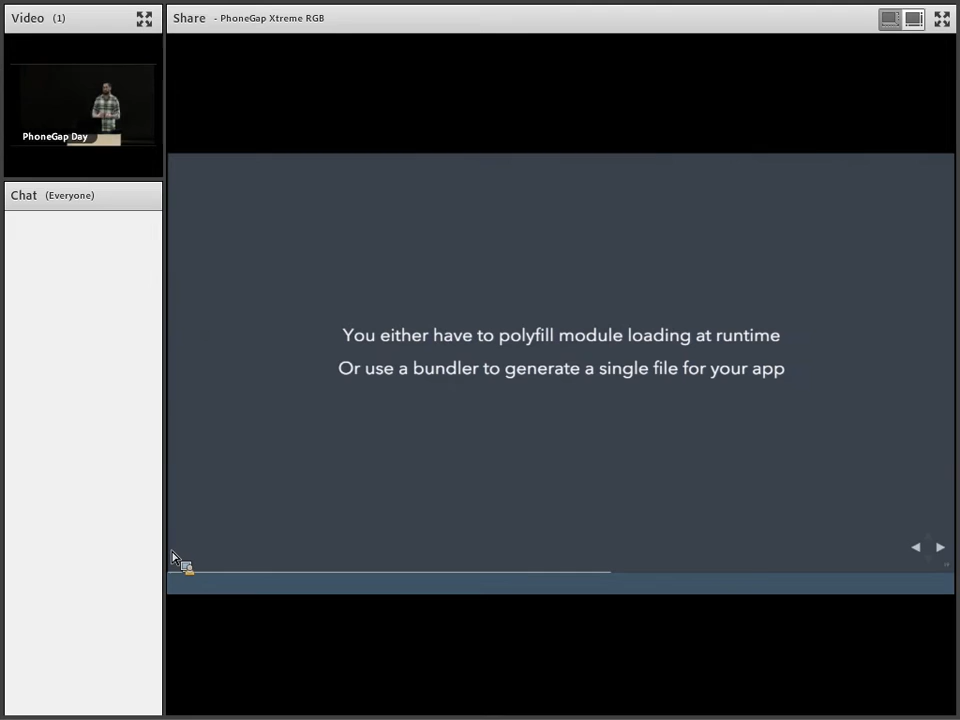 Video (1)
Share - PhoneGap Xtreme RGB
PhoneGap Day
Chat (Everyone)
You either have to polyfill module loading at runtime
Or use a bundler to generate a single file for your app